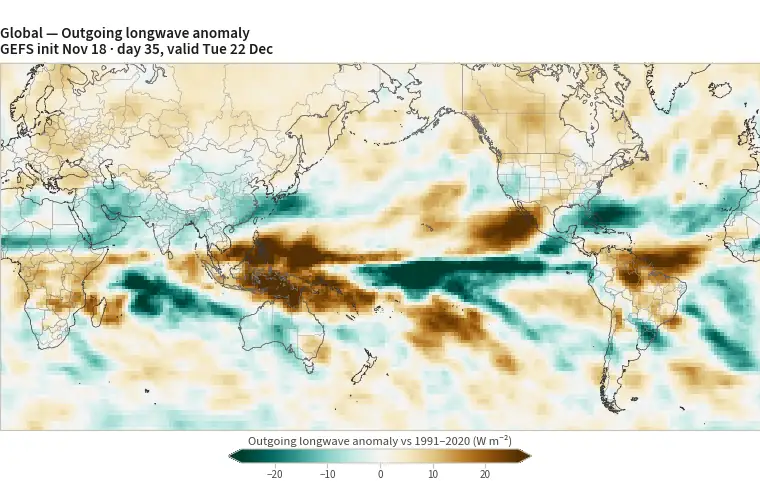 Global — Outgoing longwave anomaly
GEFS init Nov 18 · day 35, valid Tue 22 Dec
Outgoing longwave anomaly vs 1991–2020 (W m⁻²)
−20 −10 0 10 20